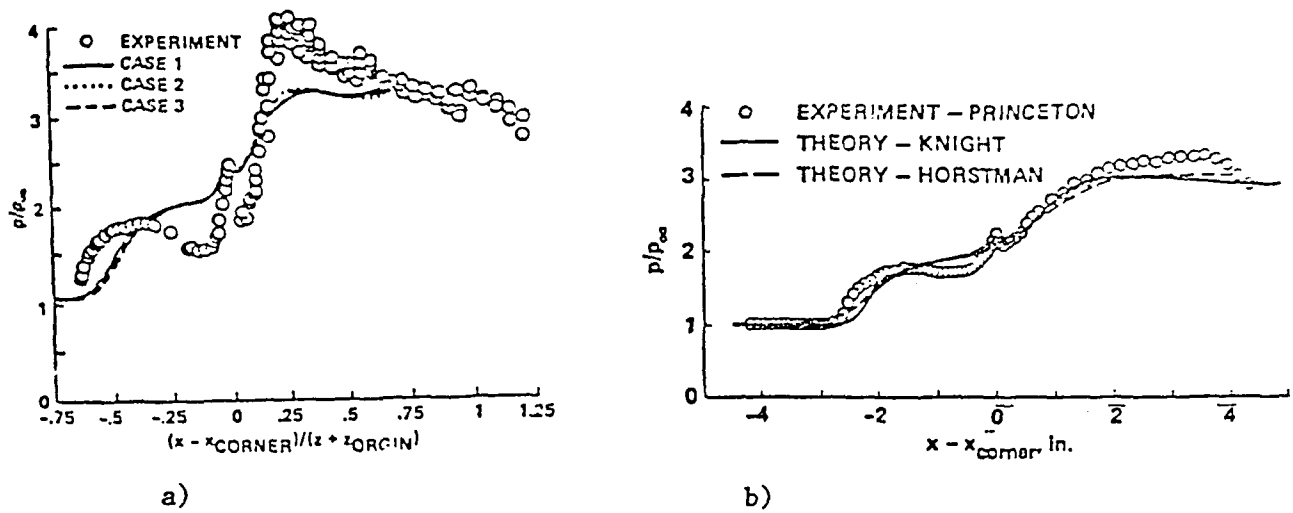 4
3
2
1
0
p/p∞
EXPERIMENT
CASE 1
CASE 2
CASE 3
-.75 -.5 -.25 0 .25 .5 .75 1 1.25
(x - xCORNER)/(z + zORGIN)
a)
4
3
2
1
0
p/p∞
EXPERIMENT - PRINCETON
THEORY - KNIGHT
THEORY - HORSTMAN
-4 -2 0 2 4
x - xcorner, in.
b)